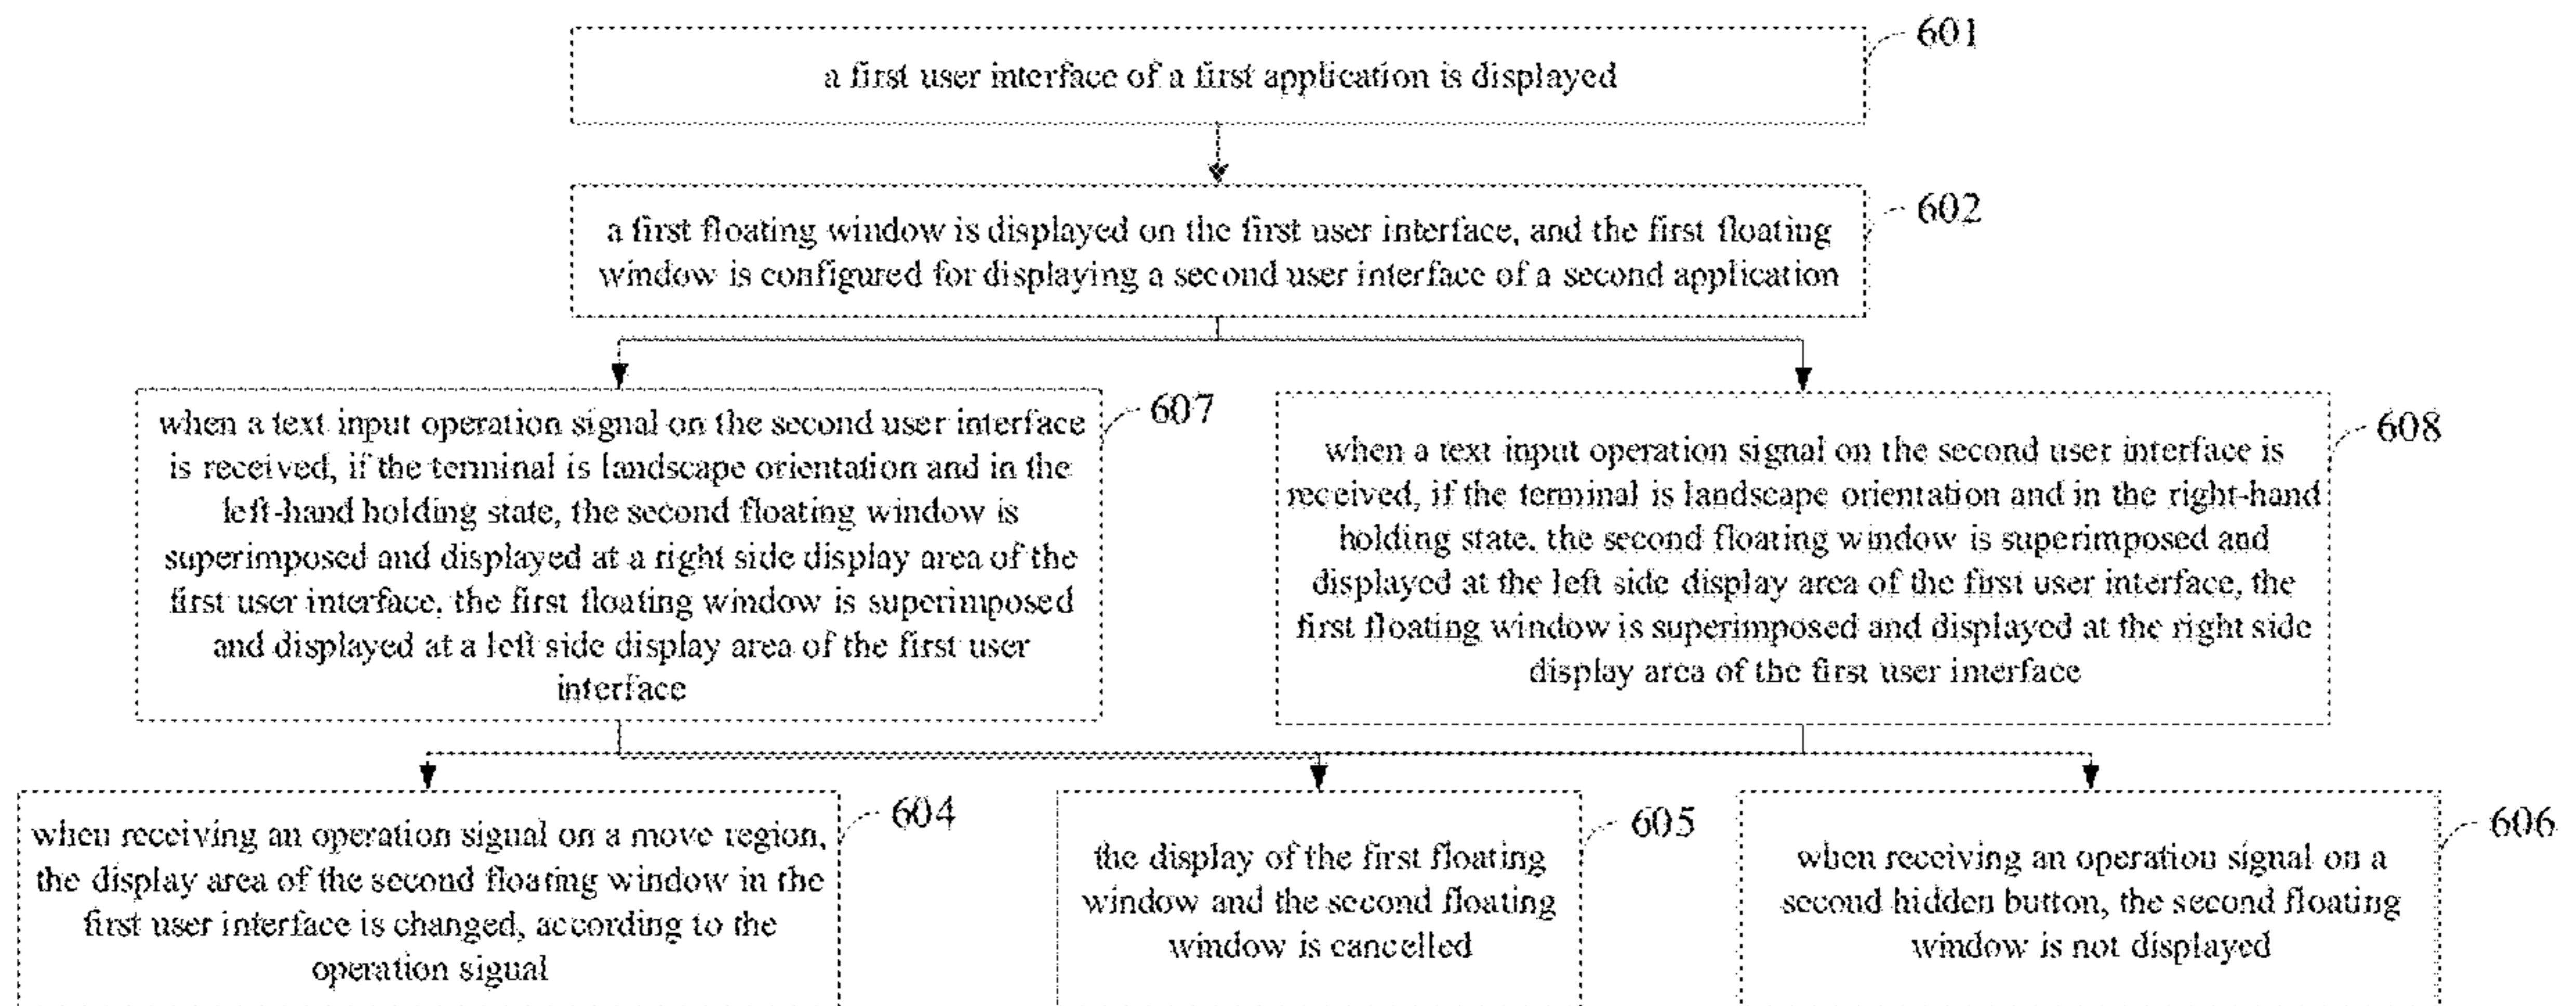 601
a first user interface of a first application is displayed
602
a first floating window is displayed on the first user interface, and the first floating
window is configured for displaying a second user interface of a second application
607
when a text input operation signal on the second user interface
is received, if the terminal is landscape orientation and in the
left-hand holding state, the second floating window is
superimposed and displayed at a right side display area of the
first user interface, the first floating window is superimposed
and displayed at a left side display area of the first user
interface
608
when a text input operation signal on the second user interface is
received, if the terminal is landscape orientation and in the right-hand
holding state, the second floating window is superimposed and
displayed at the left side display area of the first user interface, the
first floating window is superimposed and displayed at the right side
display area of the first user interface
604
when receiving an operation signal on a move region,
the display area of the second floating window in the
first user interface is changed, according to the
operation signal
605
the display of the first floating
window and the second floating
window is cancelled
606
when receiving an operation signal on a
second hidden button, the second floating
window is not displayed